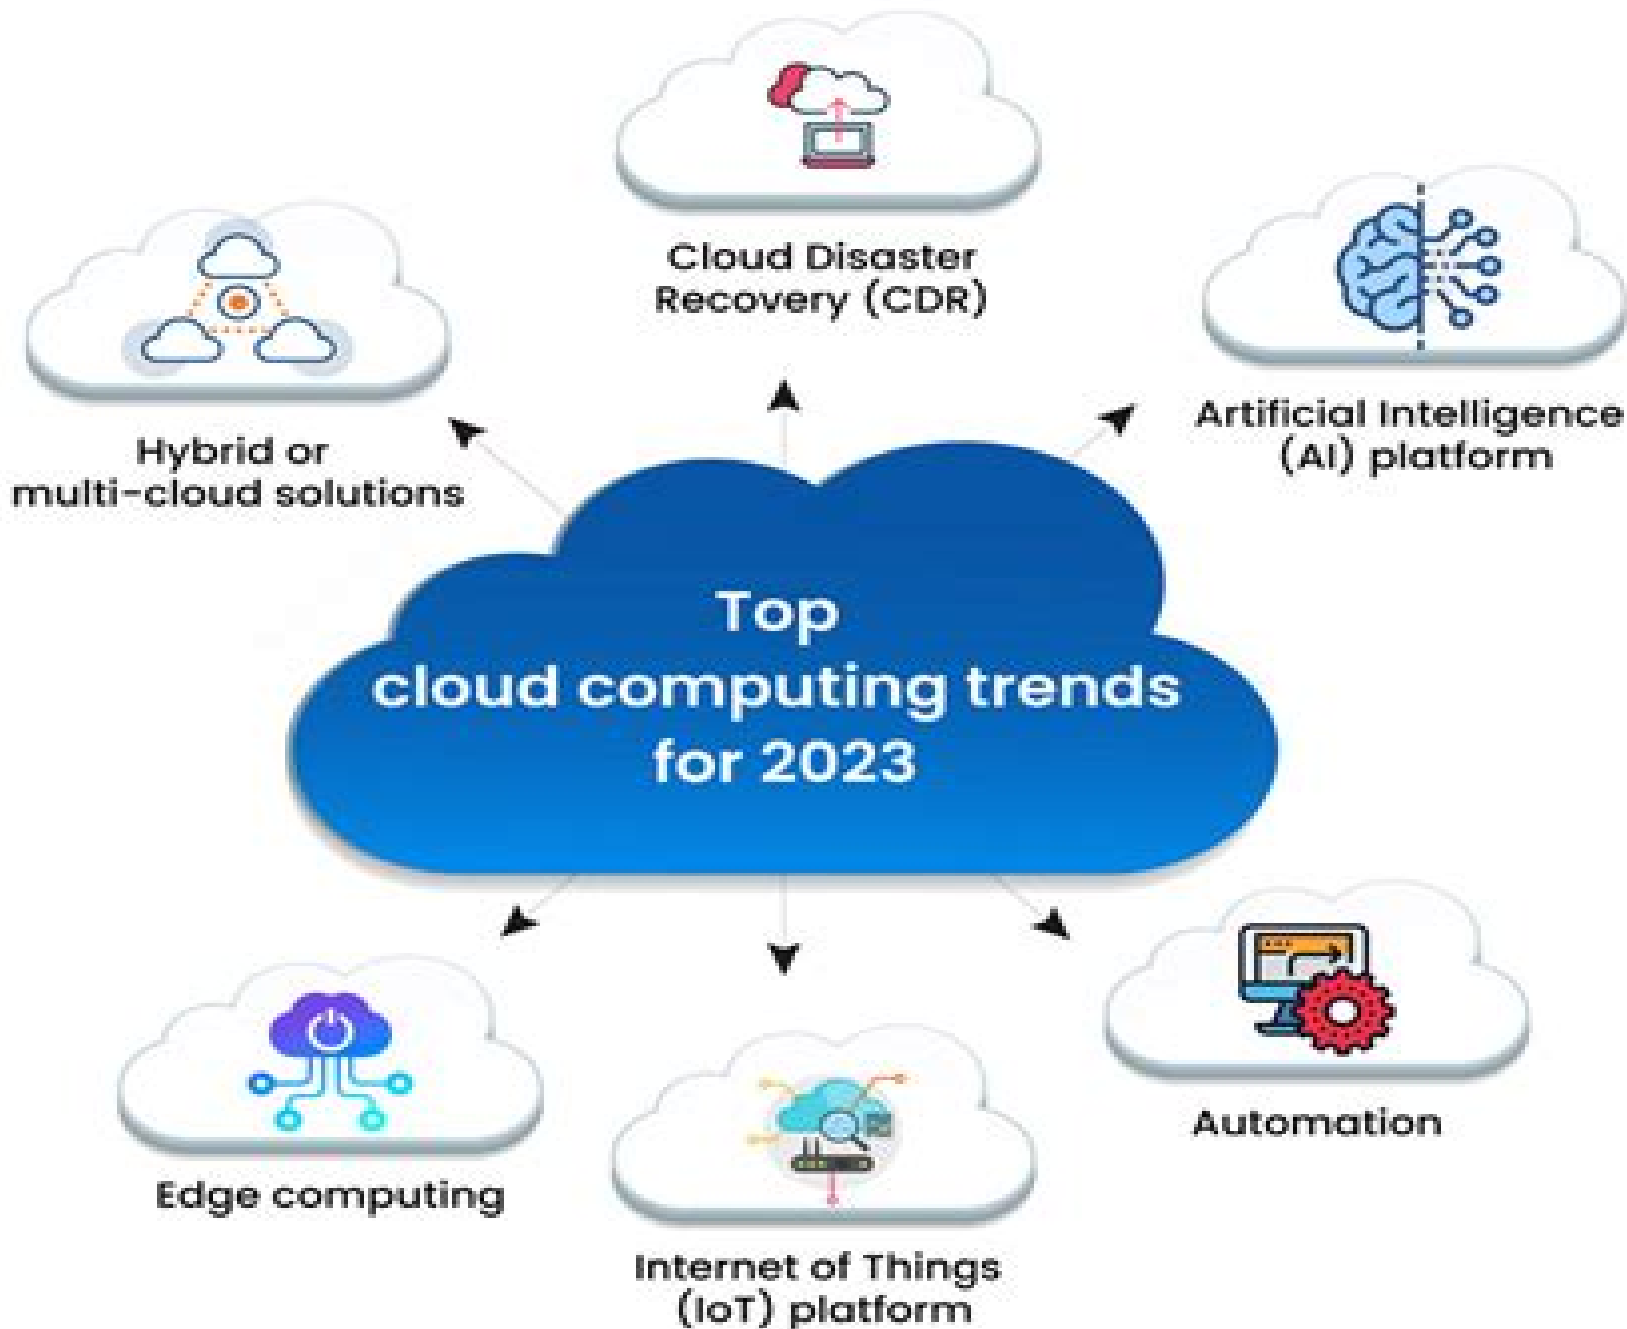 Cloud Disaster
Recovery (CDR)
Hybrid or
multi-cloud solutions
Artificial Intelligence
(AI) platform
Top
cloud computing trends
for 2023
Edge computing
Internet of Things
(IoT) platform
Automation